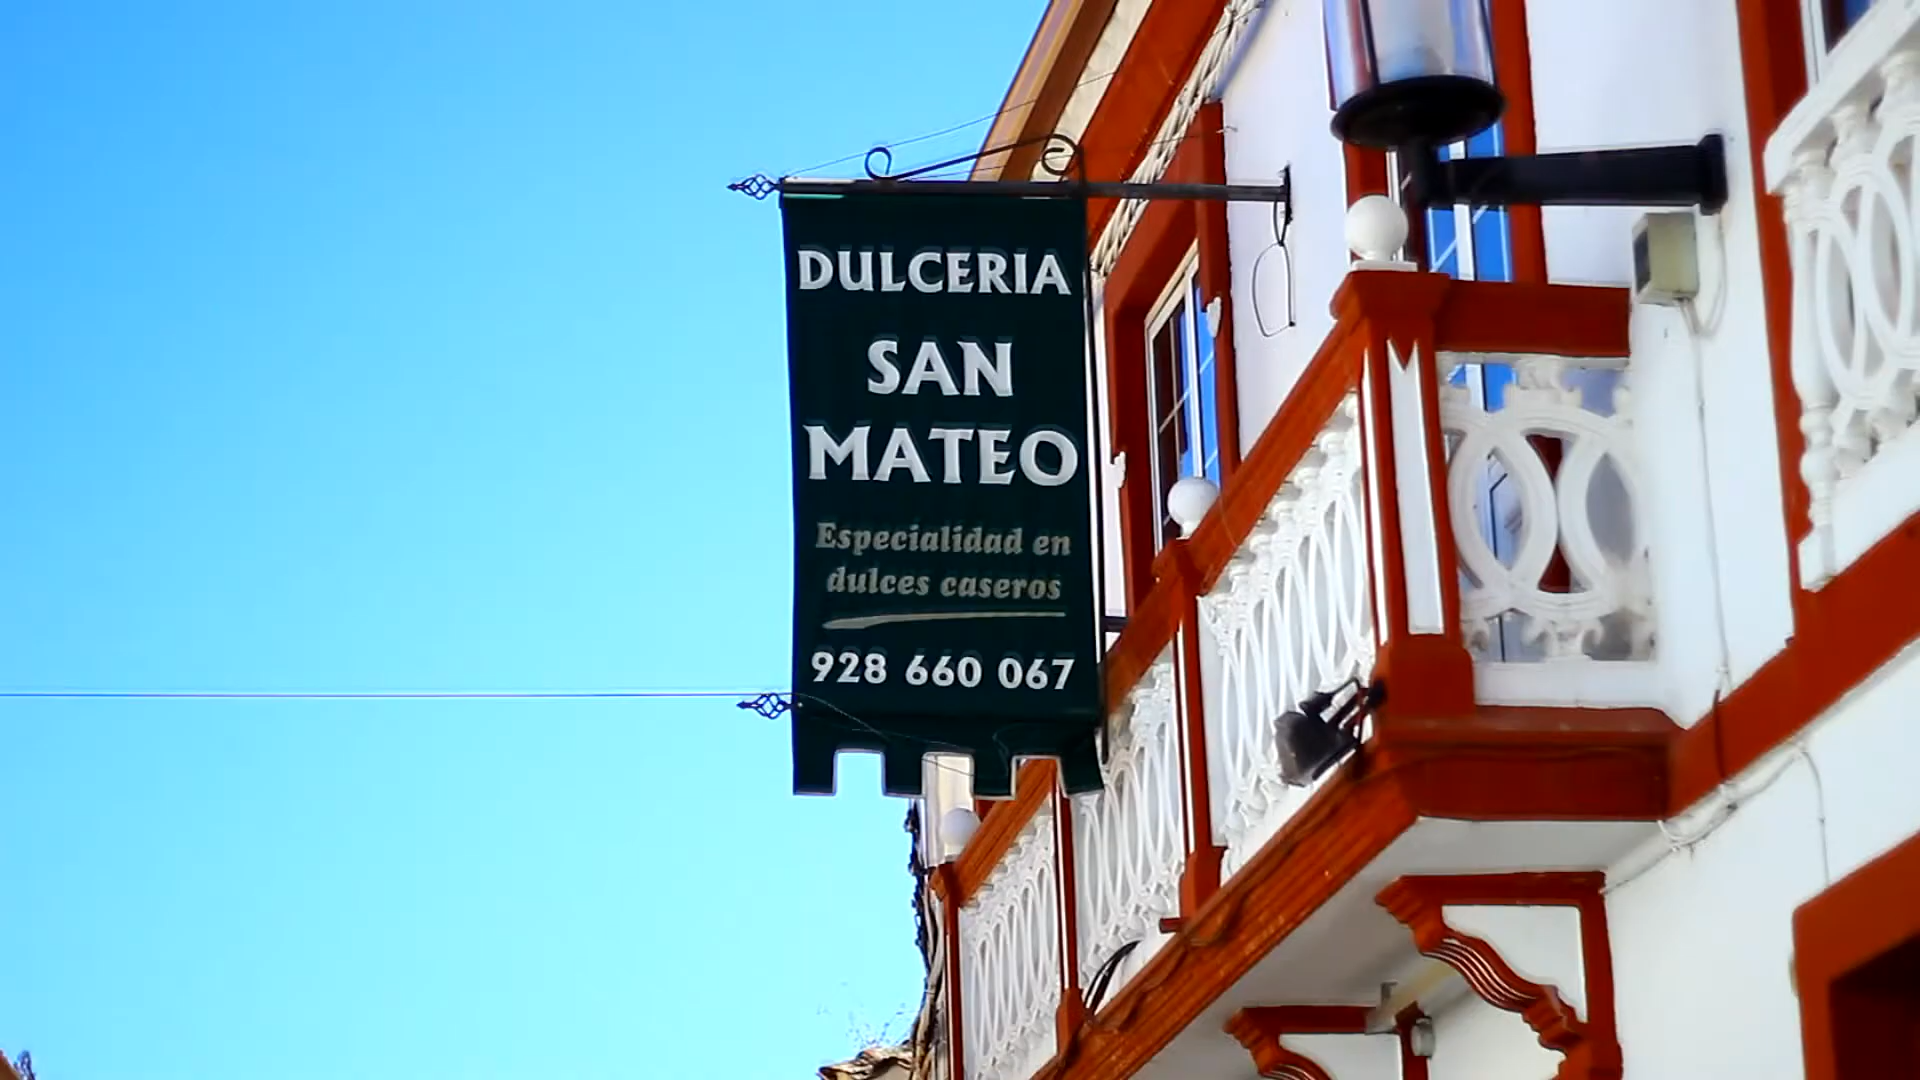 DULCERIA
SAN
MATEO
Especialidad en
dulces caseros
928 660 067